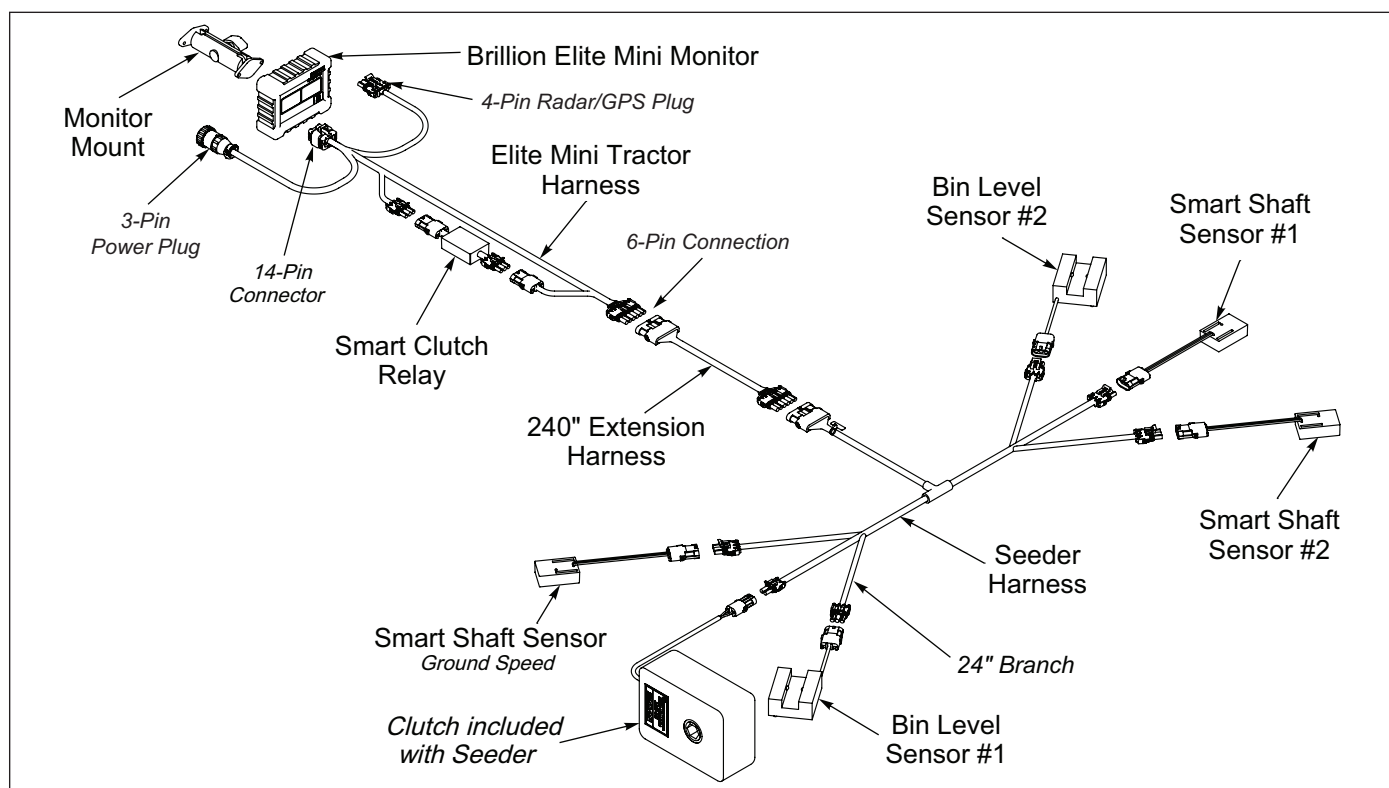 Brillion Elite Mini Monitor
4-Pin Radar/GPS Plug
Monitor
Mount
Elite Mini Tractor
Harness
3-Pin
Power Plug
14-Pin
Connector
6-Pin Connection
Bin Level
Sensor #2
Smart Shaft
Sensor #1
Smart Clutch
Relay
240" Extension
Harness
Smart Shaft
Sensor #2
Seeder
Harness
Smart Shaft Sensor
Ground Speed
24" Branch
Clutch included
with Seeder
Bin Level
Sensor #1